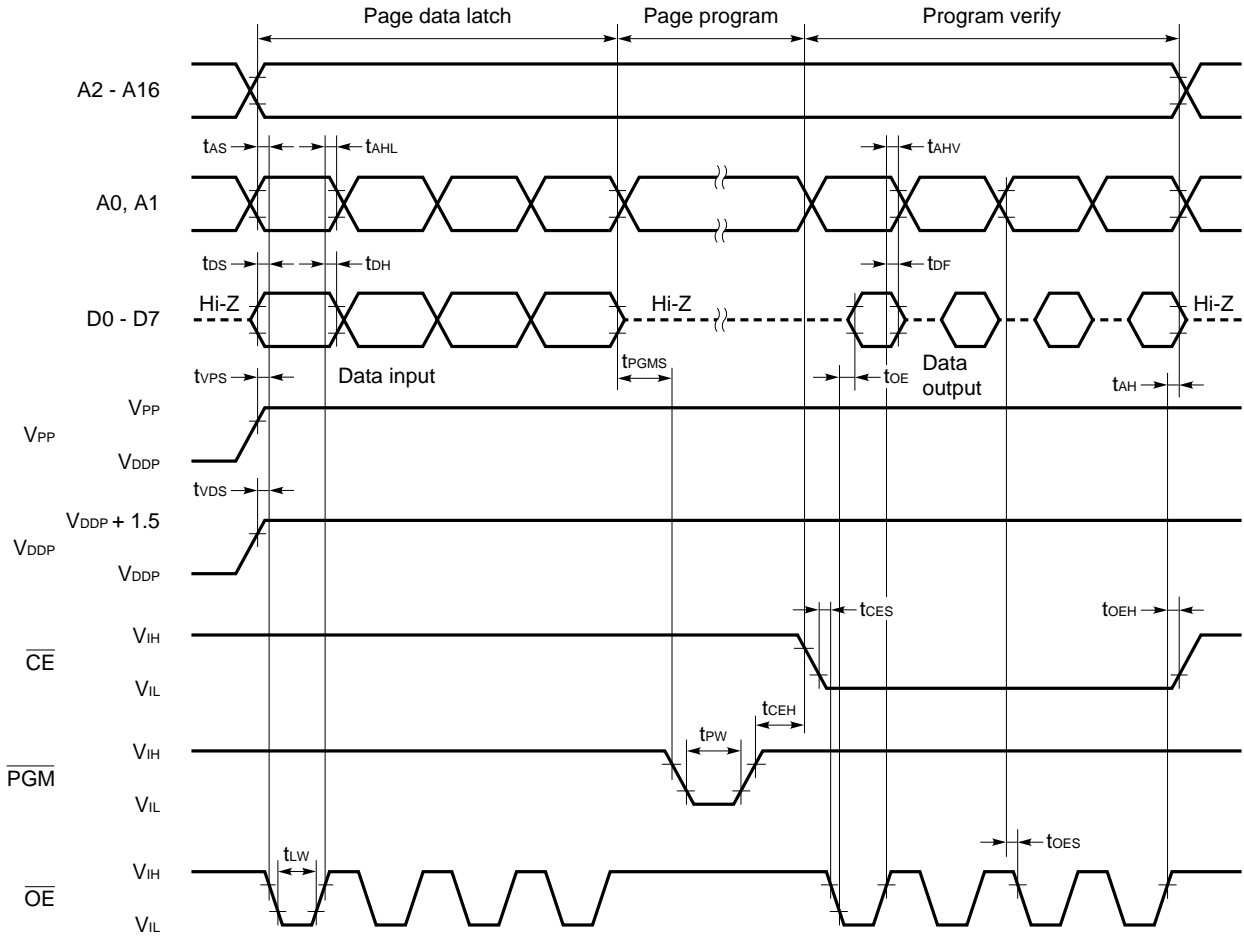 Page data latch Page program Program verify
A2 - A16
tAS tAHL tAHV
A0, A1
tDS tDH tDF
Hi-Z Hi-Z Hi-Z
D0 - D7
tPGMS
tVPS Data input tOE Data output tAH
VPP
VPP
VDDP
tVDS
VDDP + 1.5
VDDP
VDDP
tCES tOEH
VIH
CE
VIL
tCEH
tPW
VIH
PGM
VIL
tLW tOES
VIH
OE
VIL